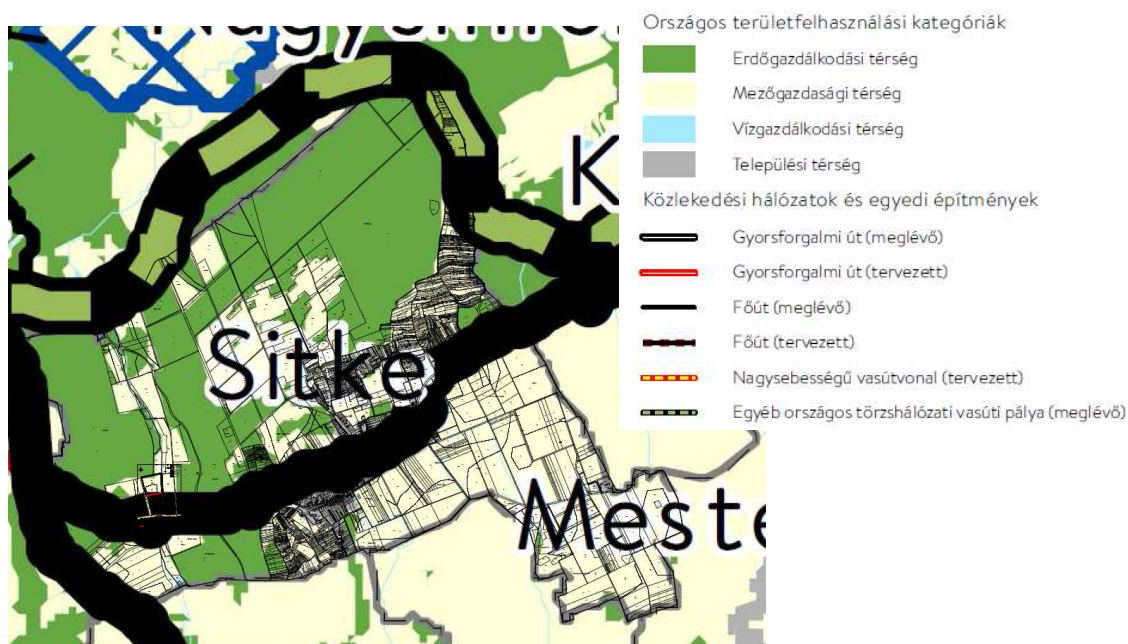 Sitke
K
Meste
Országos területfelhasználási kategóriák
Erdőgazdálkodási térség
Mezőgazdasági térség
Vízgazdálkodási térség
Települési térség
Közlekedési hálózatok és egyedi építmények
Gyorsforgalmi út (meglévő)
Gyorsforgalmi út (tervezett)
Főút (meglévő)
Főút (tervezett)
Nagysebességű vasútvonal (tervezett)
Egyéb országos törzshálózati vasúti pálya (meglévő)